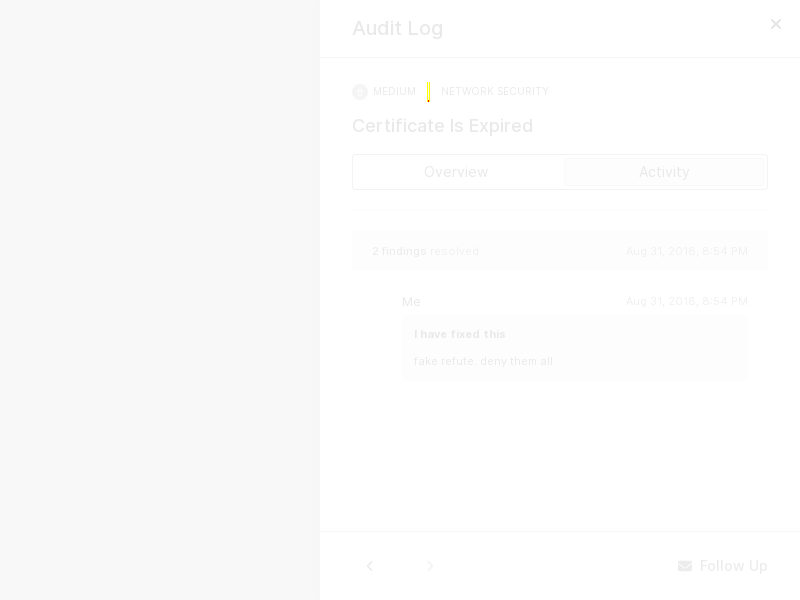 Audit Log
MEDIUM NETWORK SECURITY
Certificate Is Expired
Overview Activity
2 findings resolved Aug 31, 2018, 8:54 PM
Me Aug 31, 2018, 8:54 PM
I have fixed this
fake refute. deny them all
Follow Up